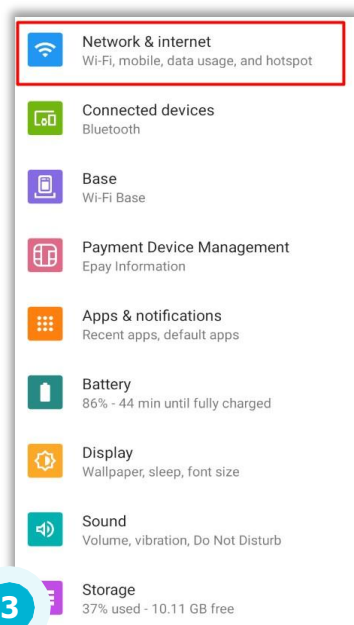 Network & internet
Wi-Fi, mobile, data usage, and hotspot
Connected devices
Bluetooth
Base
Wi-Fi Base
Payment Device Management
Epay Information
Apps & notifications
Recent apps, default apps
Battery
86% - 44 min until fully charged
Display
Wallpaper, sleep, font size
Sound
Volume, vibration, Do Not Disturb
Storage
37% used - 10.11 GB free
3